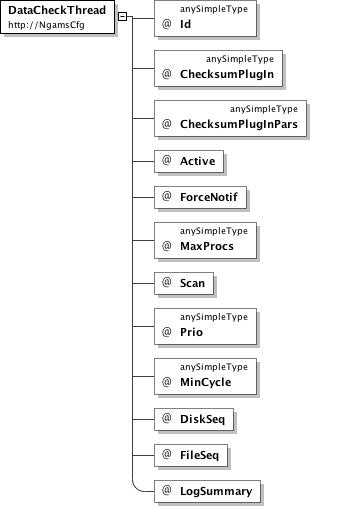 DataCheckThread
http://NgamsCfg
anySimpleType
@ Id
anySimpleType
@ ChecksumPlugIn
anySimpleType
@ ChecksumPlugInPars
@ Active
@ ForceNotif
anySimpleType
@ MaxProcs
@ Scan
anySimpleType
@ Prio
anySimpleType
@ MinCycle
@ DiskSeq
@ FileSeq
@ LogSummary